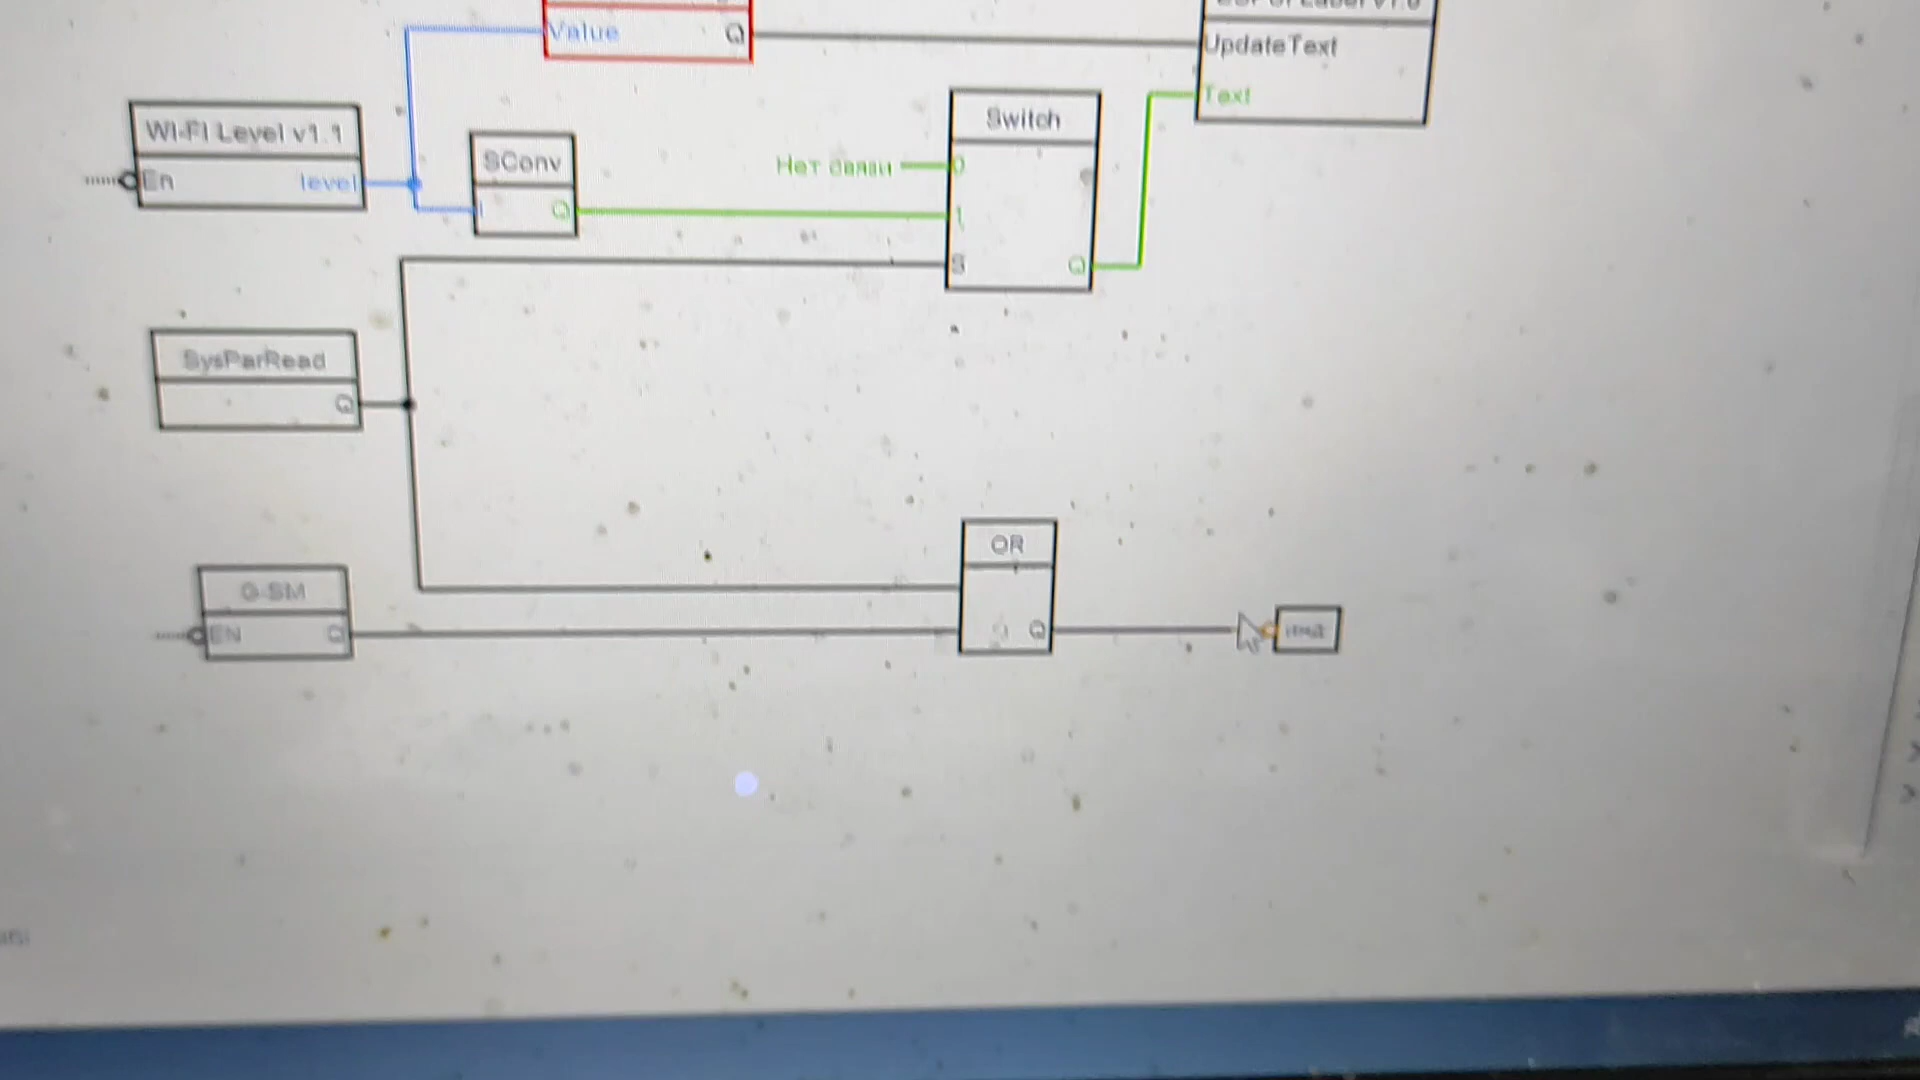 Value Q
UpdateText
Text
WI-FI Level v1.1
En level
SConv
I Q
Нет связи
Switch
0
1
S Q
SysParRead
Q
G-SM
EN Q
OR
Q